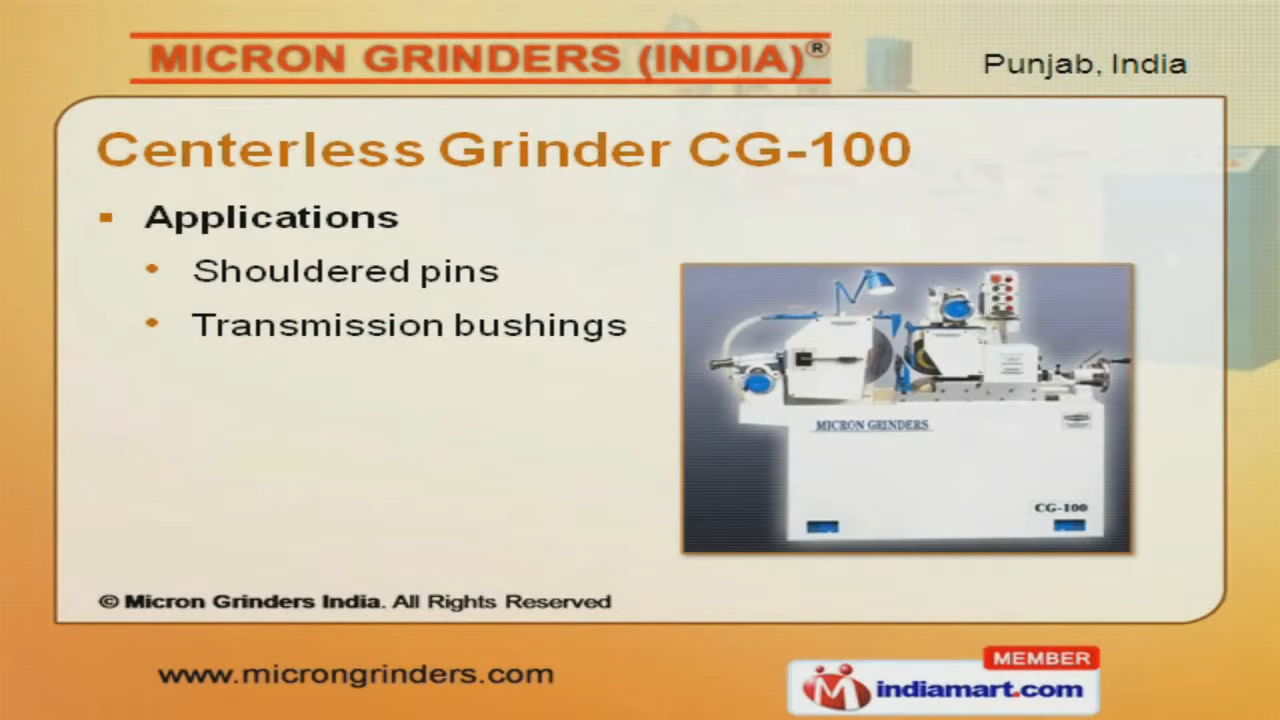 MICRON GRINDERS (INDIA)®
Punjab, India
Centerless Grinder CG-100
Applications
Shouldered pins
Transmission bushings
MICRON GRINDERS
CG-100
© Micron Grinders India. All Rights Reserved
www.microngrinders.com
MEMBER
indiamart.com